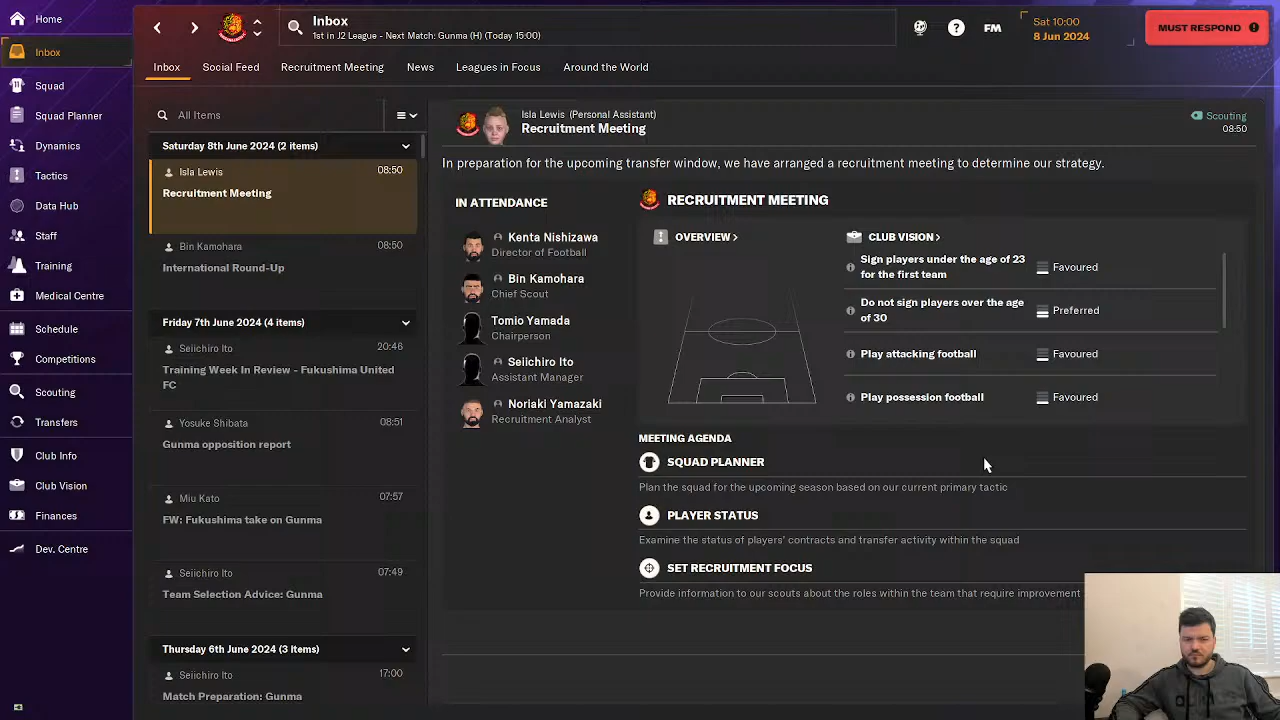 Home
Inbox
Squad
Squad Planner
Dynamics
Tactics
Data Hub
Staff
Training
Medical Centre
Schedule
Competitions
Scouting
Transfers
Club Info
Club Vision
Finances
Dev. Centre
Inbox
1st in J2 League - Next Match: Gunma (H) (Today 15:00)
FM
Sat 10:00
8 Jun 2024
MUST RESPOND
Inbox
Social Feed
Recruitment Meeting
News
Leagues in Focus
Around the World
All Items
Saturday 8th June 2024 (2 items)
Isla Lewis 08:50
Recruitment Meeting
Bin Kamohara 08:50
International Round-Up
Friday 7th June 2024 (4 items)
Seiichiro Ito 20:46
Training Week In Review - Fukushima United
FC
Yosuke Shibata 08:51
Gunma opposition report
Miu Kato 07:57
FW: Fukushima take on Gunma
Seiichiro Ito 07:49
Team Selection Advice: Gunma
Thursday 6th June 2024 (3 Items)
Seiichiro Ito 17:00
Match Preparation: Gunma
Isla Lewis (Personal Assistant)
Recruitment Meeting
Scouting
08:50
In preparation for the upcoming transfer window, we have arranged a recruitment meeting to determine our strategy.
IN ATTENDANCE
Kenta Nishizawa
Director of Football
Bin Kamohara
Chief Scout
Tomio Yamada
Chairperson
Seiichiro Ito
Assistant Manager
Noriaki Yamazaki
Recruitment Analyst
RECRUITMENT MEETING
OVERVIEW >
CLUB VISION >
Sign players under the age of 23
for the first team
Favoured
Do not sign players over the age
of 30
Preferred
Play attacking football
Favoured
Play possession football
Favoured
MEETING AGENDA
SQUAD PLANNER
Plan the squad for the upcoming season based on our current primary tactic
PLAYER STATUS
Examine the status of players' contracts and transfer activity within the squad
SET RECRUITMENT FOCUS
Provide information to our scouts about the roles within the team that require improvement